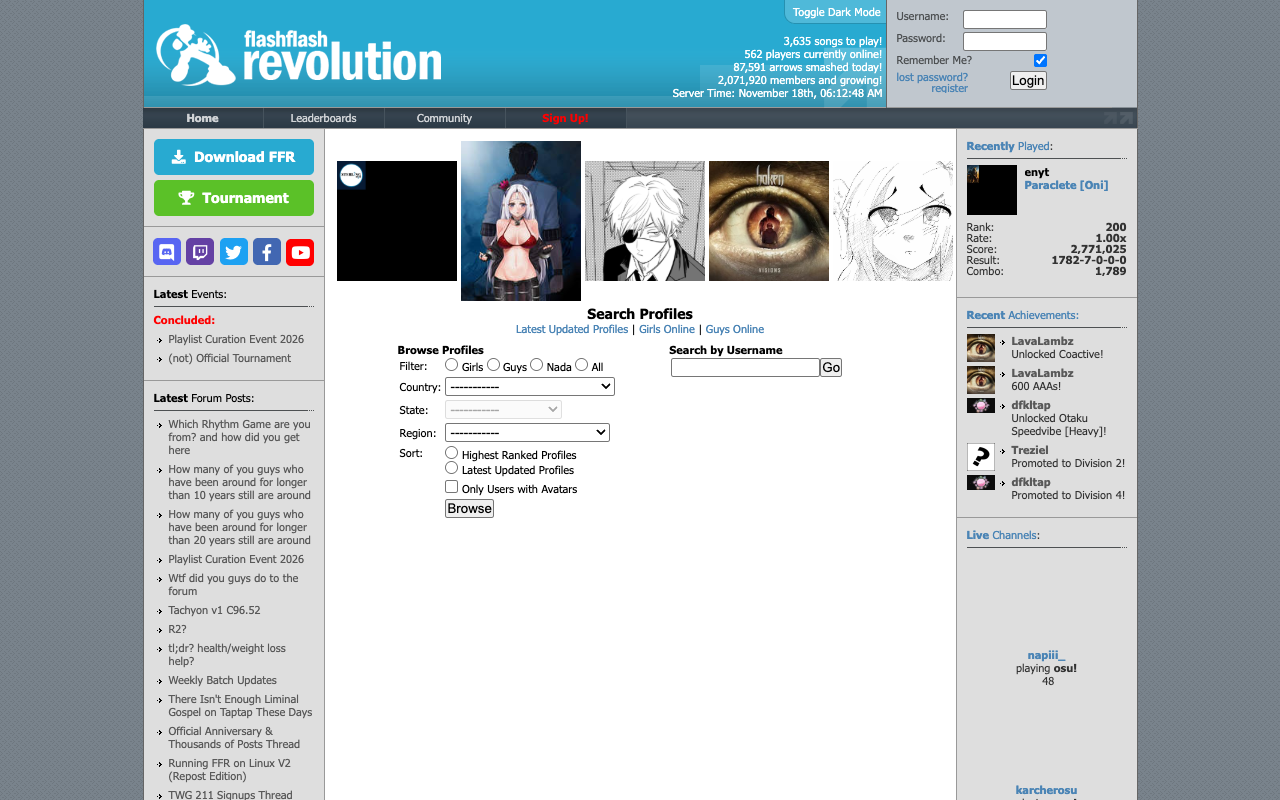 Toggle Dark Mode
flashflash
revolution
3,635 songs to play!
562 players currently online!
87,591 arrows smashed today!
2,071,920 members and growing!
Server Time: November 18th, 06:12:48 AM
Username:
Password:
Remember Me?
lost password?
register
Login
Home
Leaderboards
Community
Sign Up!
Download FFR
Tournament
Latest Events:
Concluded:
Playlist Curation Event 2026
(not) Official Tournament
Latest Forum Posts:
Which Rhythm Game are you
from? and how did you get
here
How many of you guys who
have been around for longer
than 10 years still are around
How many of you guys who
have been around for longer
than 20 years still are around
Playlist Curation Event 2026
Wtf did you guys do to the
forum
Tachyon v1 C96.52
R2?
tl;dr? health/weight loss
help?
Weekly Batch Updates
There Isn't Enough Liminal
Gospel on Taptap These Days
Official Anniversary &
Thousands of Posts Thread
Running FFR on Linux V2
(Repost Edition)
TWG 211 Signups Thread
haken
VISIONS
Search Profiles
Latest Updated Profiles | Girls Online | Guys Online
Browse Profiles
Filter: Girls Guys Nada All
Country: -----------
State: -----------
Region: -----------
Sort: Highest Ranked Profiles
Latest Updated Profiles
Only Users with Avatars
Browse
Search by Username
Go
Recently Played:
enyt
Paraclete [Oni]
Rank: 200
Rate: 1.00x
Score: 2,771,025
Result: 1782-7-0-0-0
Combo: 1,789
Recent Achievements:
LavaLambz
Unlocked Coactive!
LavaLambz
600 AAAs!
dfkltap
Unlocked Otaku
Speedvibe [Heavy]!
Treziel
Promoted to Division 2!
dfkltap
Promoted to Division 4!
Live Channels:
napiii_
playing osu!
48
karcherosu